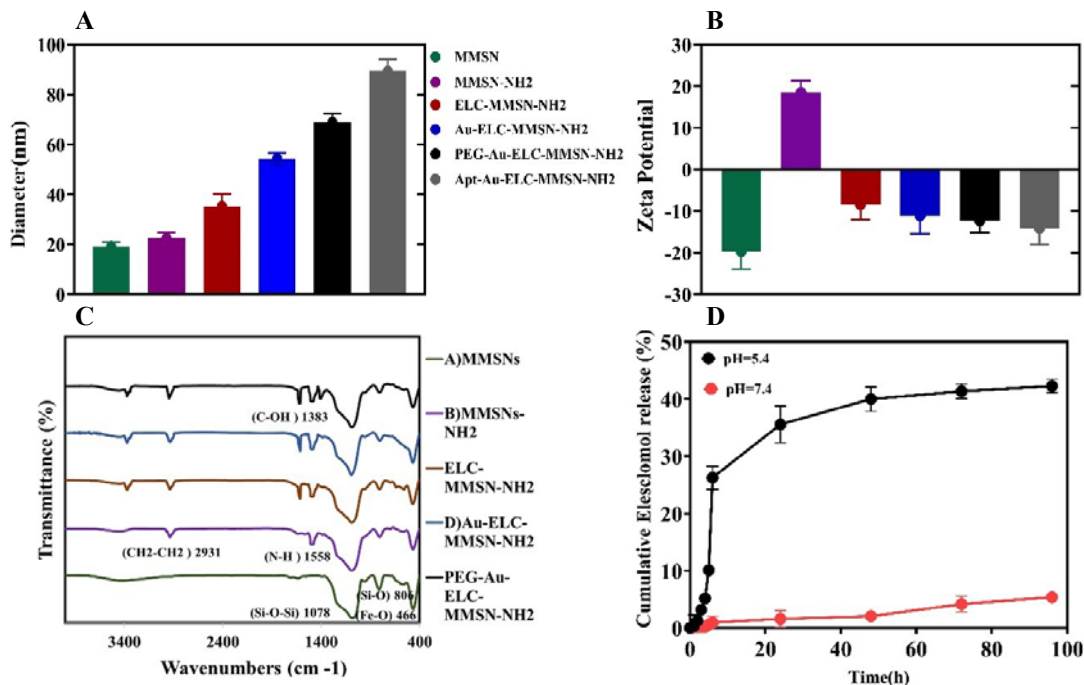 A
Diameter(nm)
100
80
60
40
20
0
MMSN
MMSN-NH2
ELC-MMSN-NH2
Au-ELC-MMSN-NH2
PEG-Au-ELC-MMSN-NH2
Apt-Au-ELC-MMSN-NH2
B
Zeta Potential
30
20
10
0
-10
-20
-30
C
Transmittance (%)
(C-OH ) 1383
(CH2-CH2 ) 2931
(N-H ) 1558
(Si-O-Si) 1078
(Si-O) 806
(Fe-O) 466
3400
2400
1400
400
Wavenumbers (cm -1)
A)MMSNs
B)MMSNs-
NH2
ELC-
MMSN-NH2
D)Au-ELC-
MMSN-NH2
PEG-Au-
ELC-
MMSN-NH2
D
Cumulative Elesclomol release (%)
50
40
30
20
10
0
pH=5.4
pH=7.4
0
20
40
60
80
100
Time(h)